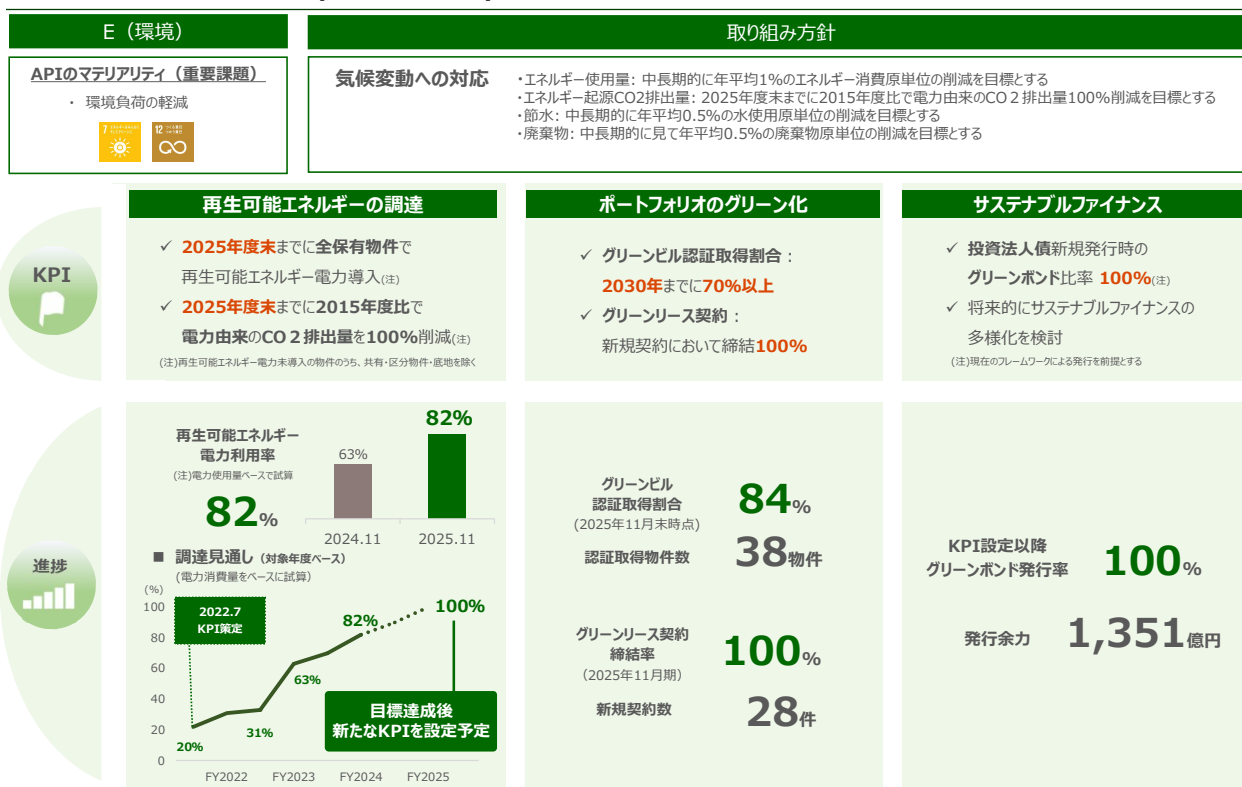 E（環境）
取り組み方針
APIのマテリアリティ（重要課題）
・ 環境負荷の軽減
気候変動への対応
・エネルギー使用量: 中長期的に年平均1%のエネルギー消費原単位の削減を目標とする
・エネルギー起源CO2排出量: 2025年度末までに2015年度比で電力由来のCO２排出量100%削減を目標とする
・節水: 中長期的に年平均0.5%の水使用原単位の削減を目標とする
・廃棄物: 中長期的に見て年平均0.5%の廃棄物原単位の削減を目標とする
7
12
KPI
再生可能エネルギーの調達
✓ 2025年度末までに全保有物件で
再生可能エネルギー電力導入(注)
✓ 2025年度末までに2015年度比で
電力由来のCO２排出量を100%削減(注)
(注)再生可能エネルギー電力未導入の物件のうち、共有・区分物件・底地を除く
ポートフォリオのグリーン化
✓ グリーンビル認証取得割合：
2030年までに70%以上
✓ グリーンリース契約：
新規契約において締結100%
サステナブルファイナンス
✓ 投資法人債新規発行時の
グリーンボンド比率 100%(注)
✓ 将来的にサステナブルファイナンスの
多様化を検討
(注)現在のフレームワークによる発行を前提とする
進捗
再生可能エネルギー
電力利用率
(注)電力使用量ベースで試算
82%
63%
82%
2024.11
2025.11
■ 調達見通し（対象年度ベース）
(電力消費量をベースに試算)
(%)
100
80
60
40
20
0
2022.7
KPI策定
20%
31%
63%
82%
100%
目標達成後
新たなKPIを設定予定
FY2022
FY2023
FY2024
FY2025
グリーンビル
認証取得割合
(2025年11月末時点)
84%
認証取得物件数
38物件
グリーンリース契約
締結率
(2025年11月期)
100%
新規契約数
28件
KPI設定以降
グリーンボンド発行率
100%
発行余力
1,351億円